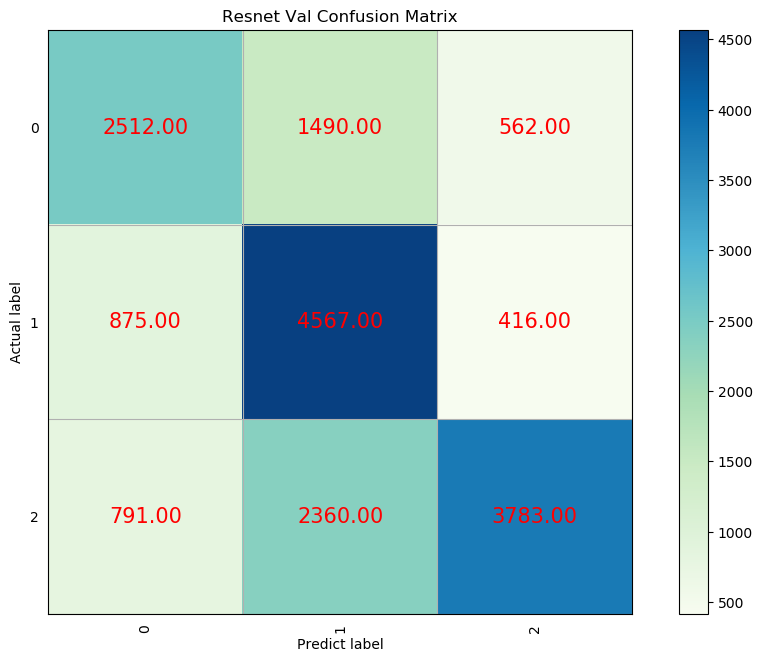 Resnet Val Confusion Matrix
0 2512.00 1490.00 562.00
1 875.00 4567.00 416.00
2 791.00 2360.00 3783.00
0 1 2
Actual label
Predict label
4500
4000
3500
3000
2500
2000
1500
1000
500